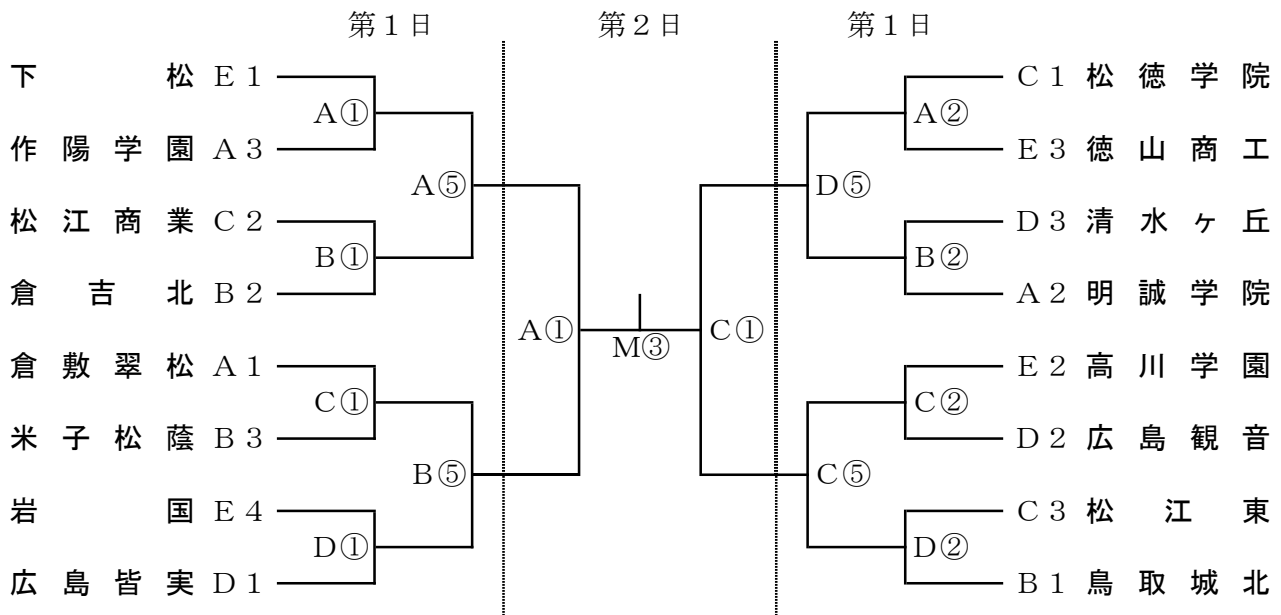 第1日 第2日 第1日
下松 E1 C1 松徳学院
A① A②
作陽学園 A3 E3 徳山商工
A⑤ D⑤
松江商業 C2 D3 清水ヶ丘
B① B②
倉吉北 B2 A2 明誠学院
A① C①
M③
倉敷翠松 A1 E2 高川学園
C① C②
米子松蔭 B3 D2 広島観音
B⑤ C⑤
岩国 E4 C3 松江東
D① D②
広島皆実 D1 B1 鳥取城北